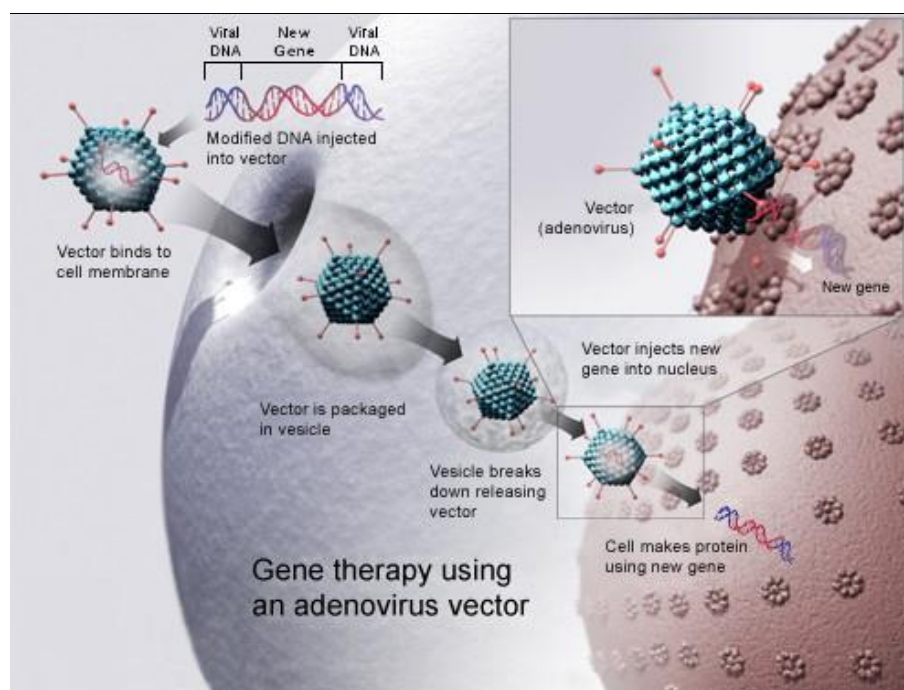 Viral
DNA
New
Gene
Viral
DNA
Modified DNA injected
into vector
Vector binds to
cell membrane
Vector
(adenovirus)
New gene
Vector injects new
gene into nucleus
Vector is packaged
in vesicle
Vesicle breaks
down releasing
vector
Cell makes protein
using new gene
Gene therapy using
an adenovirus vector